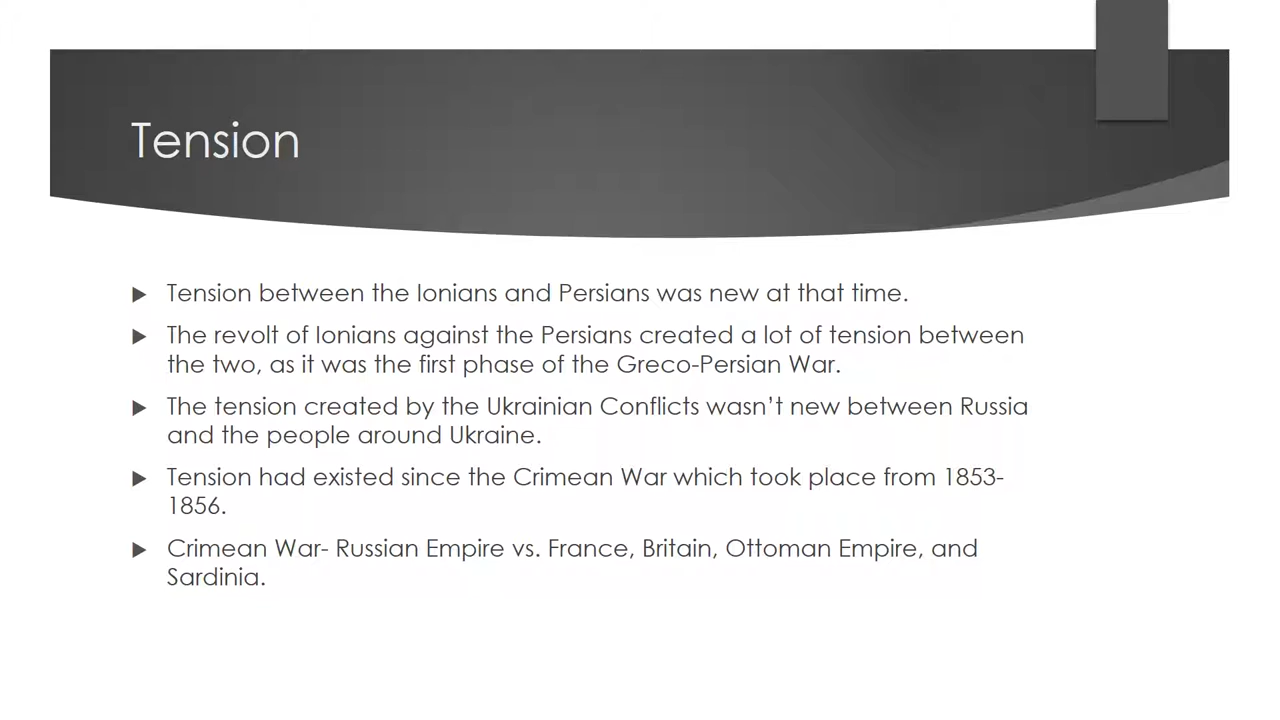 Tension
Tension between the Ionians and Persians was new at that time.
The revolt of Ionians against the Persians created a lot of tension between
the two, as it was the first phase of the Greco-Persian War.
The tension created by the Ukrainian Conflicts wasn’t new between Russia
and the people around Ukraine.
Tension had existed since the Crimean War which took place from 1853-
1856.
Crimean War- Russian Empire vs. France, Britain, Ottoman Empire, and
Sardinia.